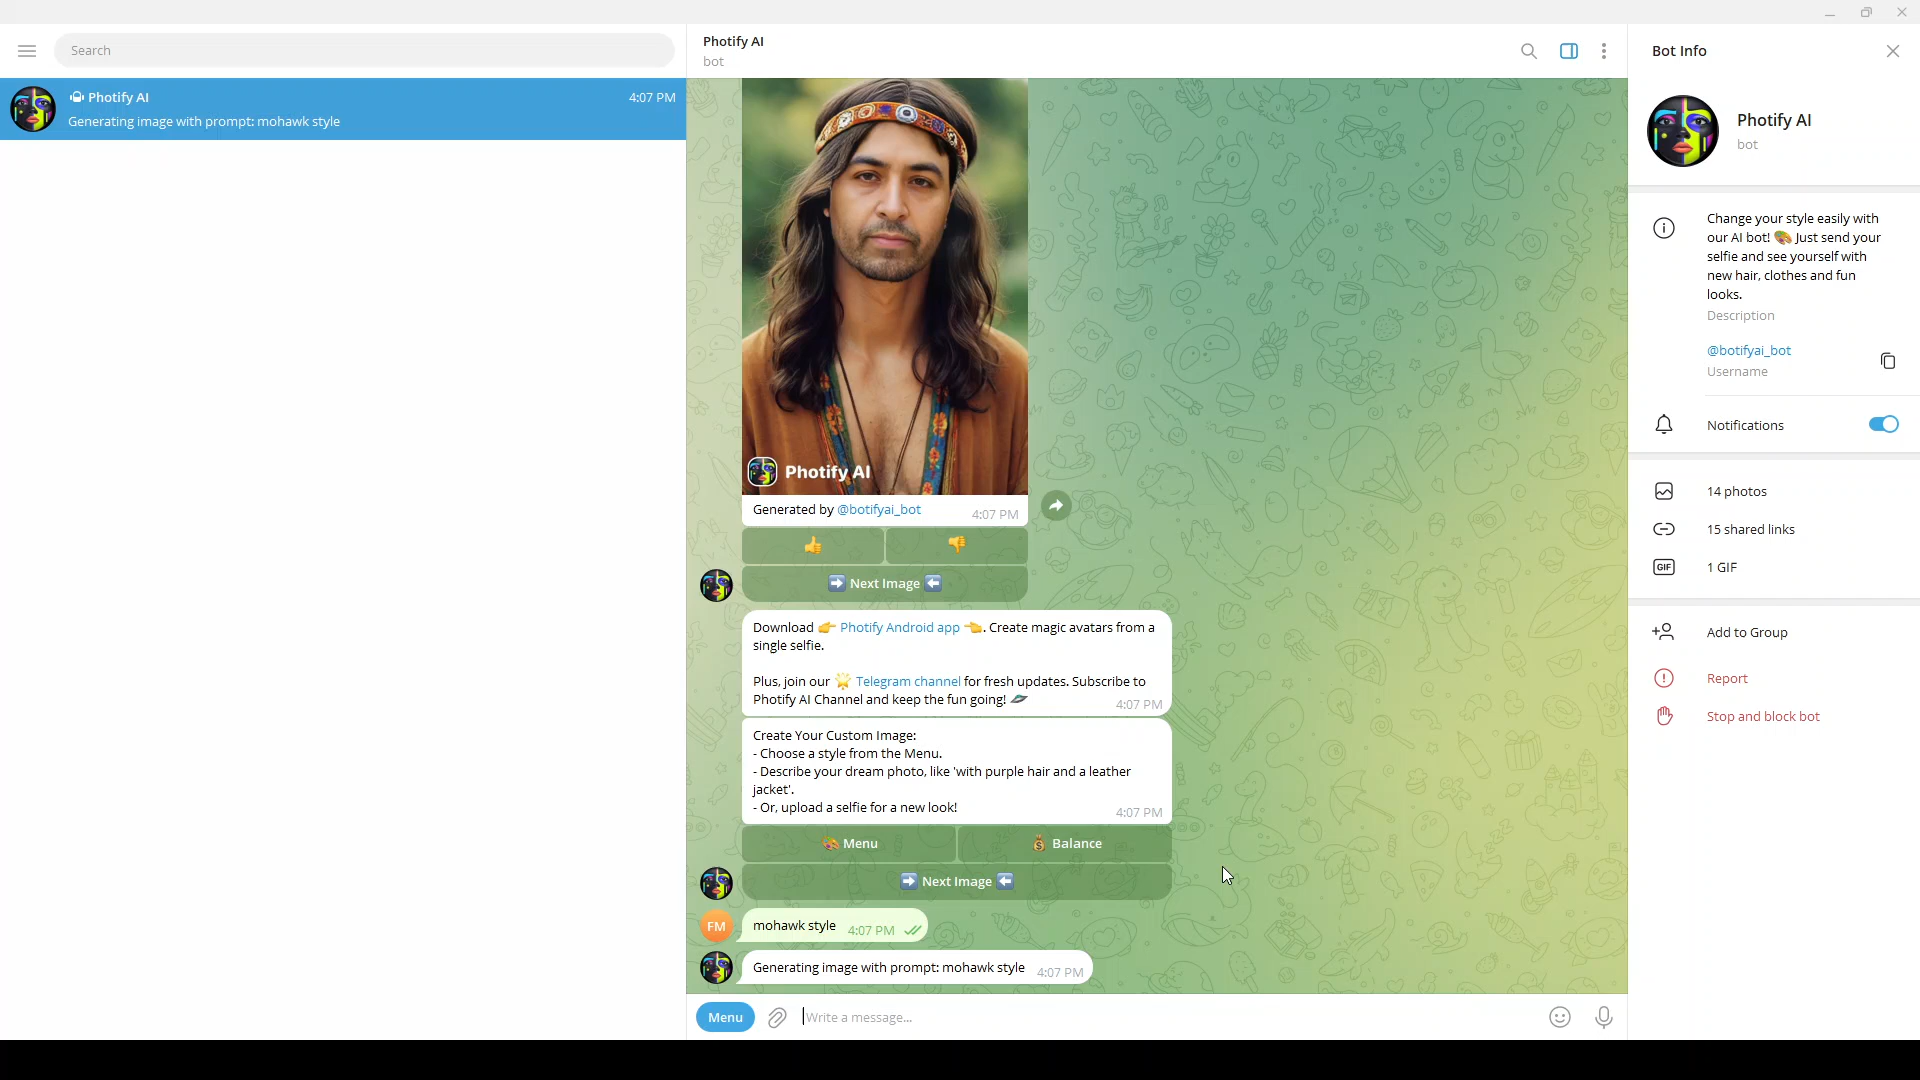 Search
Photify AI
4:07 PM
Generating image with prompt: mohawk style
Photify AI
bot
Photify AI
Generated by @botifyai_bot
4:07 PM
👍
👎
➡️ Next Image ⬅️
Download 👉 Photify Android app 👈. Create magic avatars from a
single selfie.
Plus, join our 🌟 Telegram channel for fresh updates. Subscribe to
Photify AI Channel and keep the fun going!
4:07 PM
Create Your Custom Image:
- Choose a style from the Menu.
- Describe your dream photo, like 'with purple hair and a leather
jacket'.
- Or, upload a selfie for a new look!
4:07 PM
🎨 Menu
💰 Balance
➡️ Next Image ⬅️
FM
mohawk style
4:07 PM
Generating image with prompt: mohawk style
4:07 PM
Menu
Write a message...
Bot Info
Photify AI
bot
Change your style easily with
our AI bot! 🎨 Just send your
selfie and see yourself with
new hair, clothes and fun
looks.
Description
@botifyai_bot
Username
Notifications
14 photos
15 shared links
GIF
1 GIF
Add to Group
Report
Stop and block bot